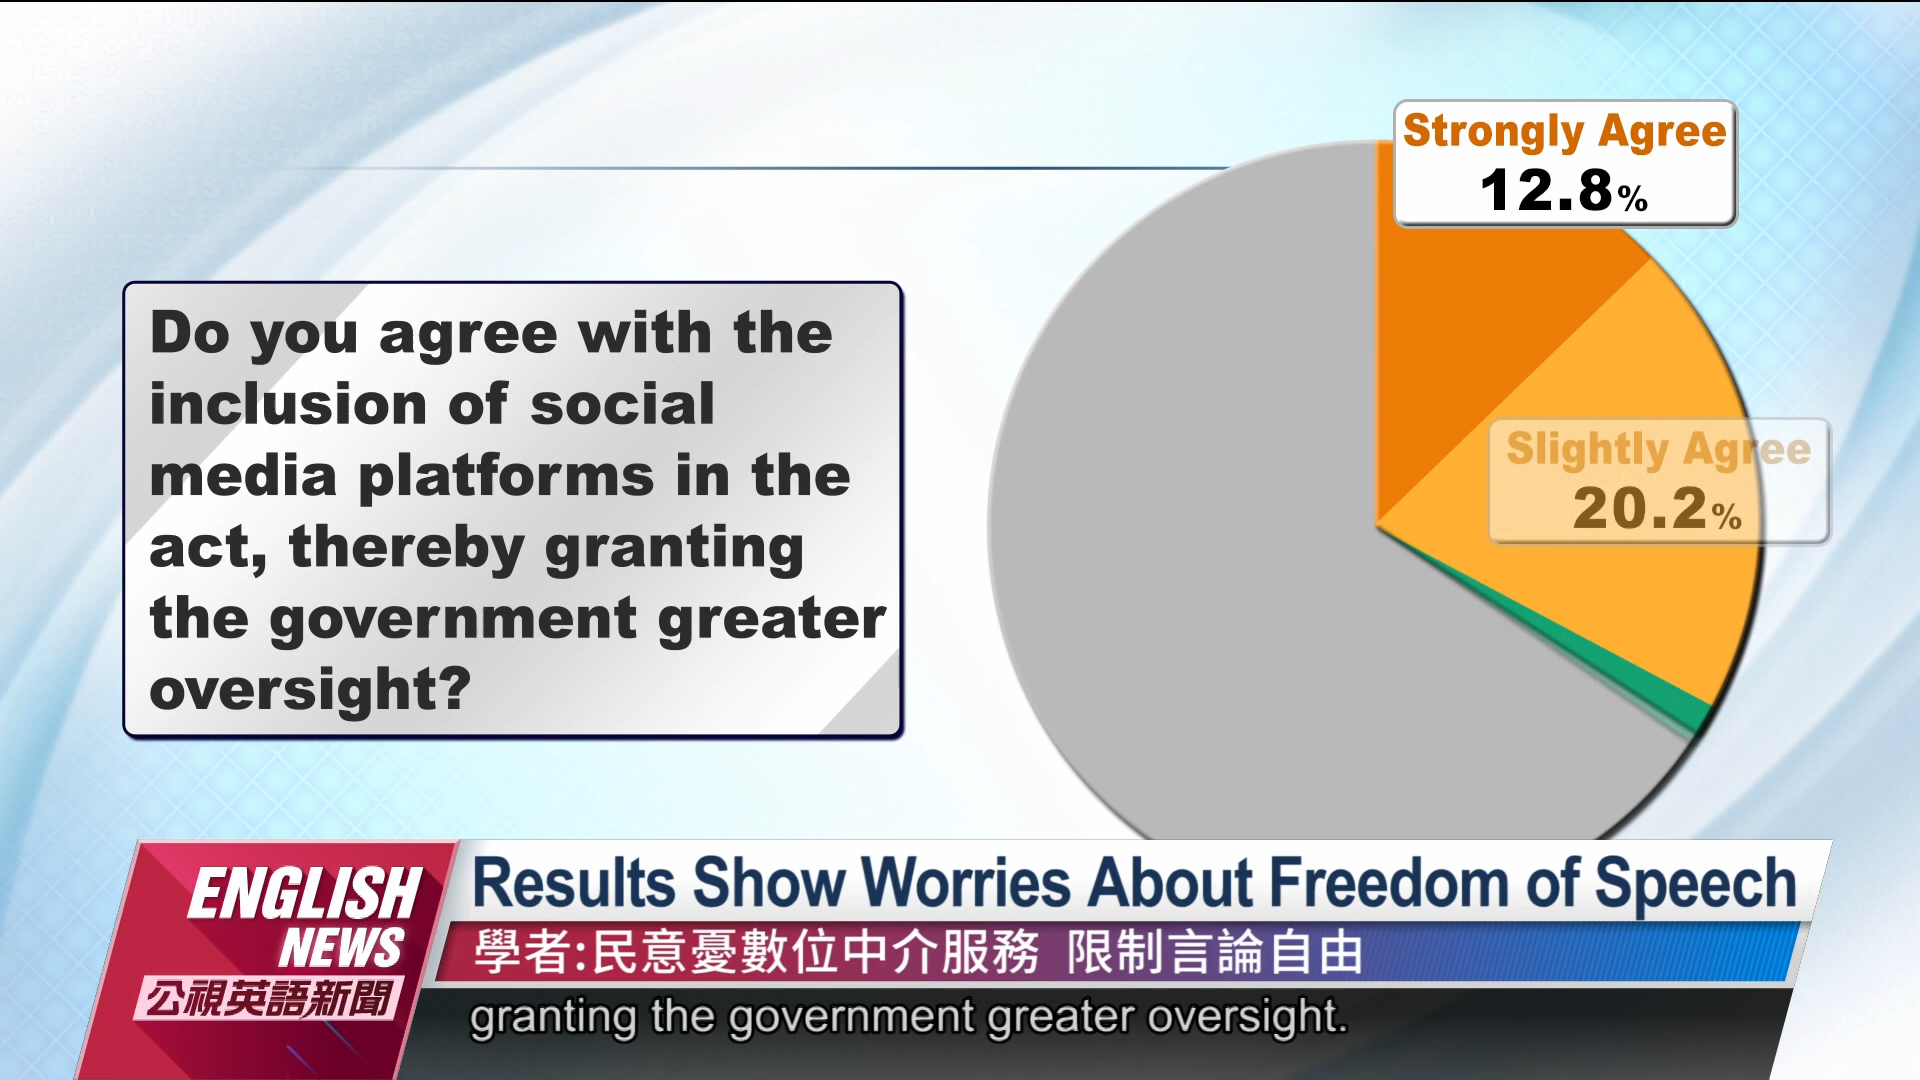 Strongly Agree
12.8%
Do you agree with the
inclusion of social
media platforms in the
act, thereby granting
the government greater
oversight?
Slightly Agree
20.2%
ENGLISH
NEWS
公視英語新聞
Results Show Worries About Freedom of Speech
學者:民意憂數位中介服務 限制言論自由
granting the government greater oversight.